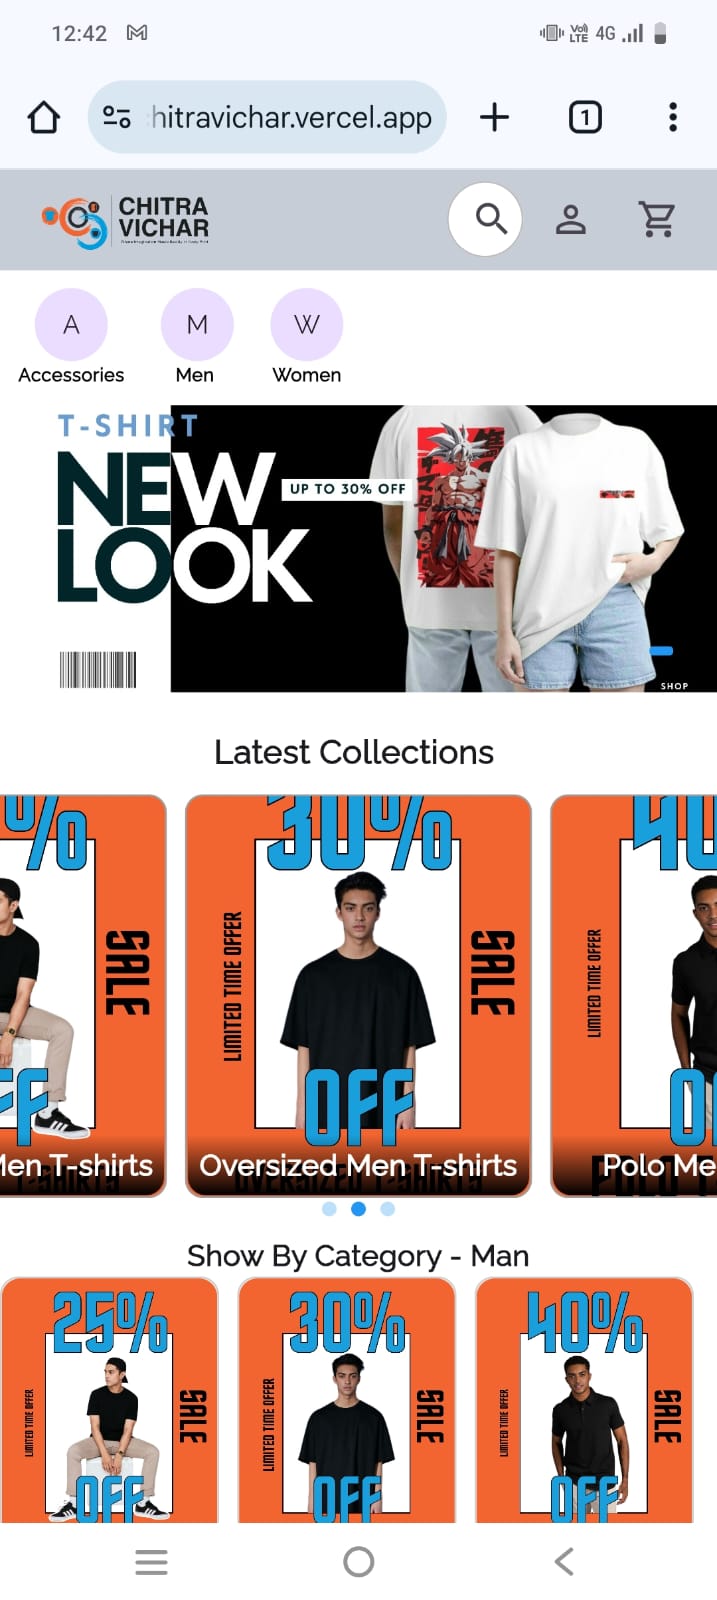 12:42
Vo)) LTE 4G
hitravichar.vercel.app
1
CHITRA
VICHAR
A
M
W
Accessories
Men
Women
T-SHIRT
NEW
LOOK
UP TO 30% OFF
SHOP
Latest Collections
%
SALE
FF
Men T-shirts
30%
LIMITED TIME OFFER
SALE
OFF
Oversized Men T-shirts
40
LIMITED TIME OFFER
O
Polo Me
Show By Category - Man
25%
LIMITED TIME OFFER
SALE
OFF
30%
LIMITED TIME OFFER
SALE
OFF
40%
LIMITED TIME OFFER
SALE
OFF